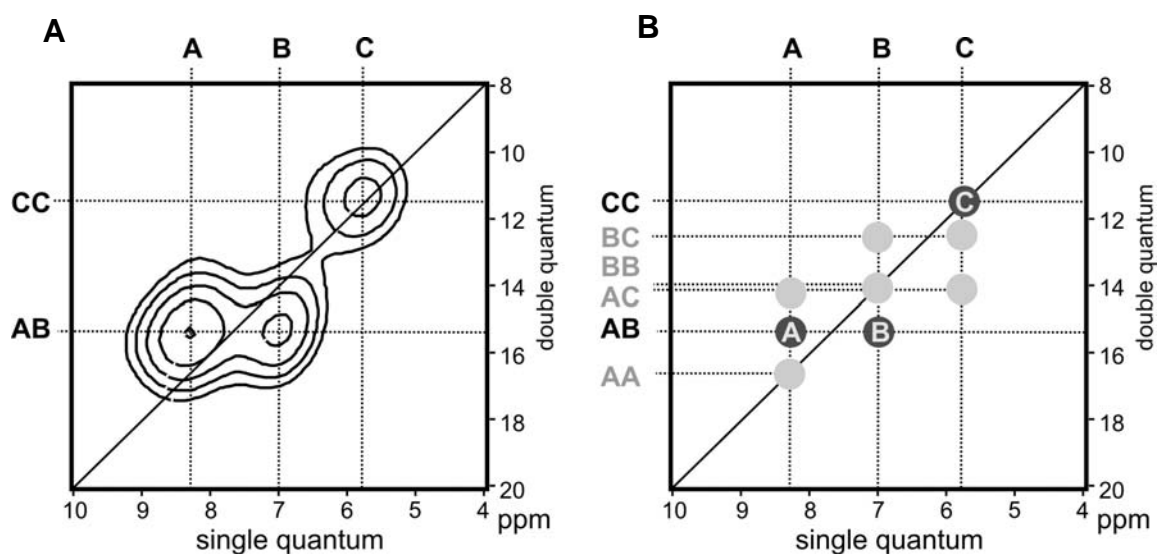 A
A B C
8
10
CC
12
14
AB
16
18
20
double quantum
10 9 8 7 6 5 4 ppm
single quantum
B
A B C
8
10
CC
C
12
BC
BB
14
AC
AB
A B
16
AA
18
20
double quantum
10 9 8 7 6 5 4 ppm
single quantum